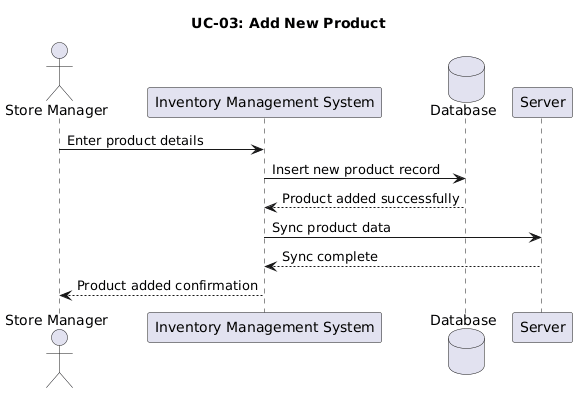 UC-03: Add New Product
Store Manager
Inventory Management System
Database
Server
Enter product details
Insert new product record
Product added successfully
Sync product data
Sync complete
Product added confirmation
Store Manager
Inventory Management System
Database
Server